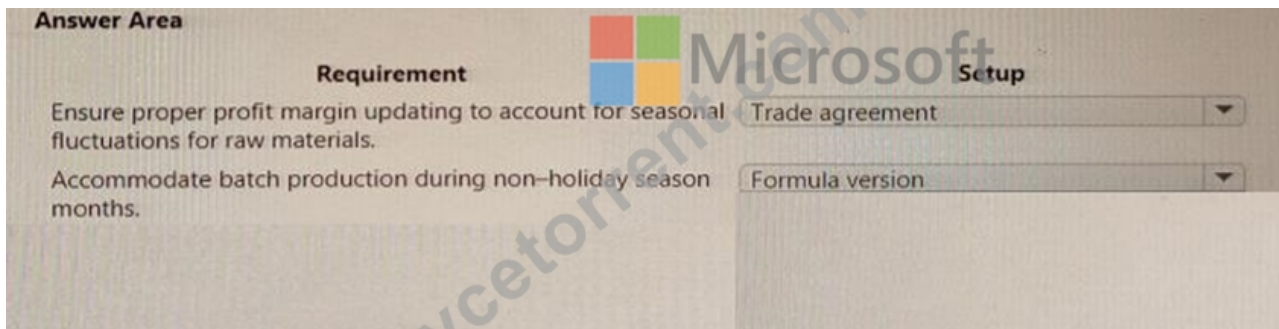 Answer Area
Microsoft
Requirement
Setup
Ensure proper profit margin updating to account for seasonal
fluctuations for raw materials.
Trade agreement
Accommodate batch production during non–holiday season
months.
Formula version